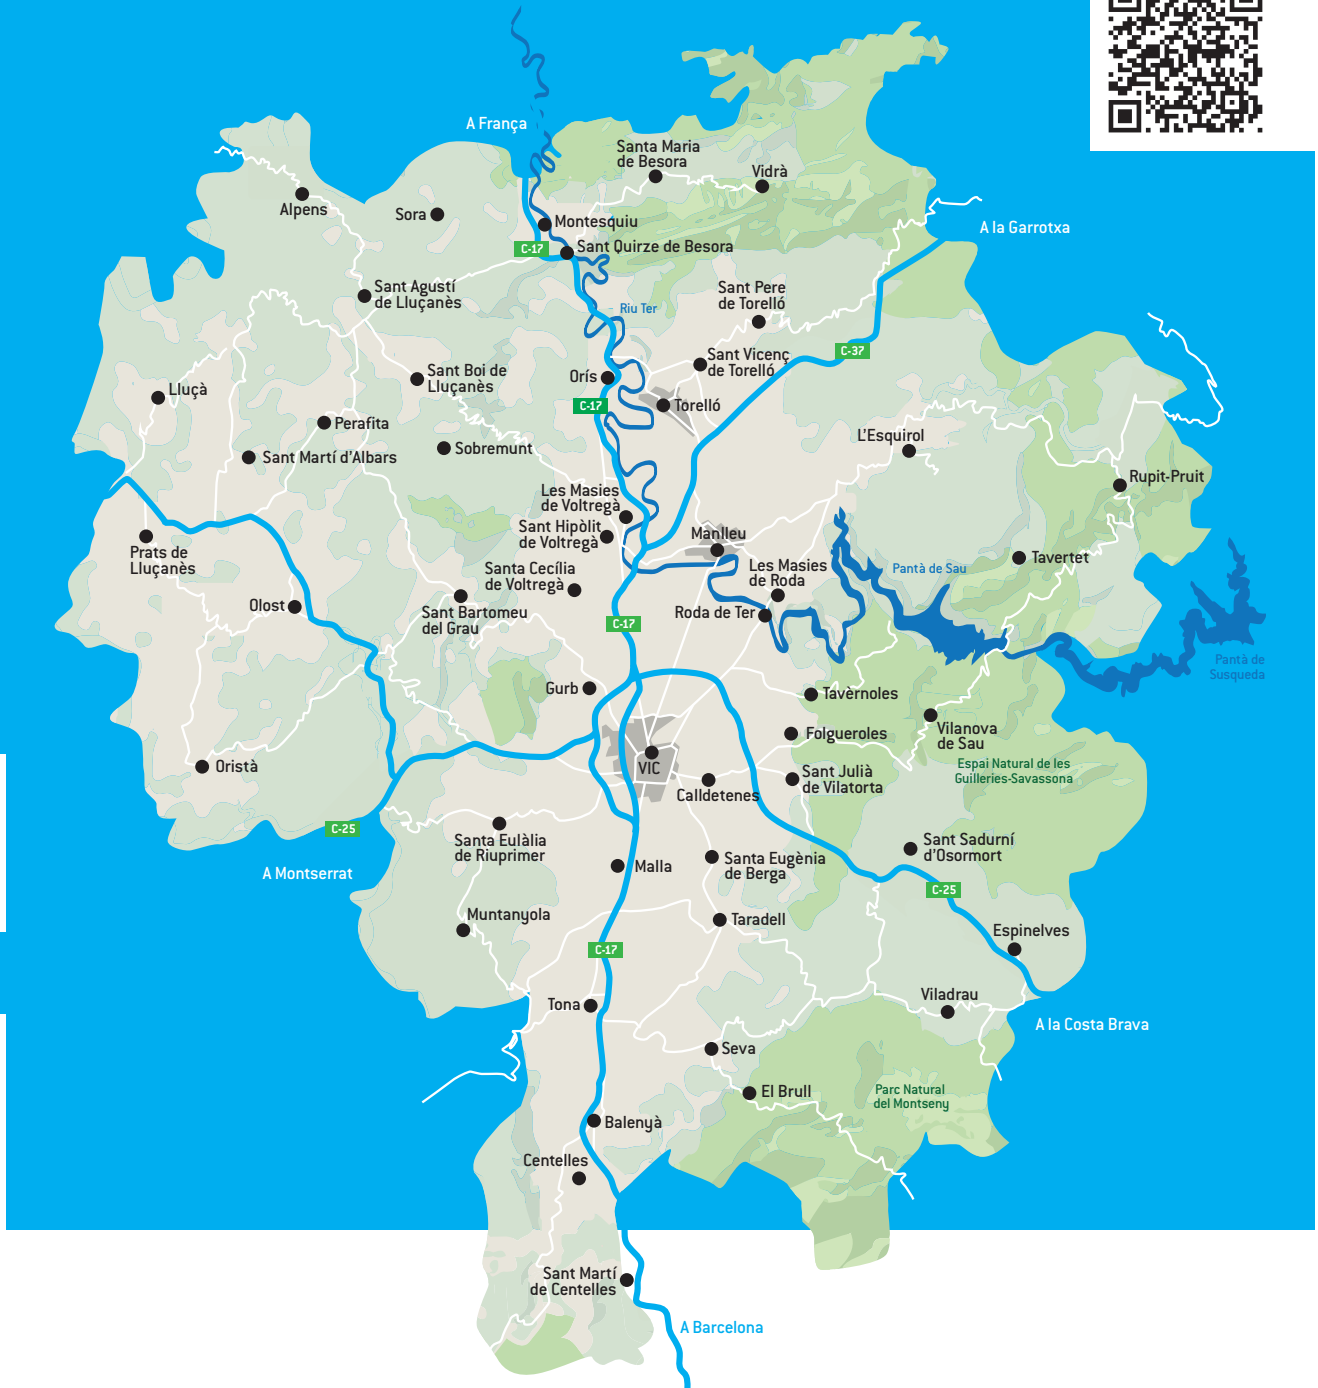 A França
Santa Maria
de Besora
Vidrà
Alpens
Sora
Montesquiu
A la Garrotxa
C-17
Sant Quirze de Besora
Sant Agustí
de Lluçanès
Sant Pere
de Torelló
Riu Ter
C-37
Sant Vicenç
de Torelló
Sant Boi de
Lluçanès
Orís
Lluçà
C-17
Torelló
Perafita
L'Esquirol
Sobremunt
Sant Martí d'Albars
Rupit-Pruit
Les Masies
de Voltregà
Sant Hipòlit
de Voltregà
Manlleu
Prats de
Lluçanès
Tavertet
Santa Cecília
de Voltregà
Les Masies
de Roda
Pantà de Sau
Olost
Sant Bartomeu
del Grau
Roda de Ter
C-17
Pantà de
Susqueda
Gurb
Tavèrnoles
Folgueroles
Vilanova
de Sau
Oristà
VIC
Espai Natural de les
Guilleries-Savassona
Sant Julià
de Vilatorta
Calldetenes
C-25
Santa Eulàlia
de Riuprimer
Sant Sadurní
d'Osormort
A Montserrat
Malla
Santa Eugènia
de Berga
C-25
Muntanyola
Taradell
Espinelves
C-17
Viladrau
Tona
A la Costa Brava
Seva
El Brull
Parc Natural
del Montseny
Balenyà
Centelles
Sant Martí
de Centelles
A Barcelona